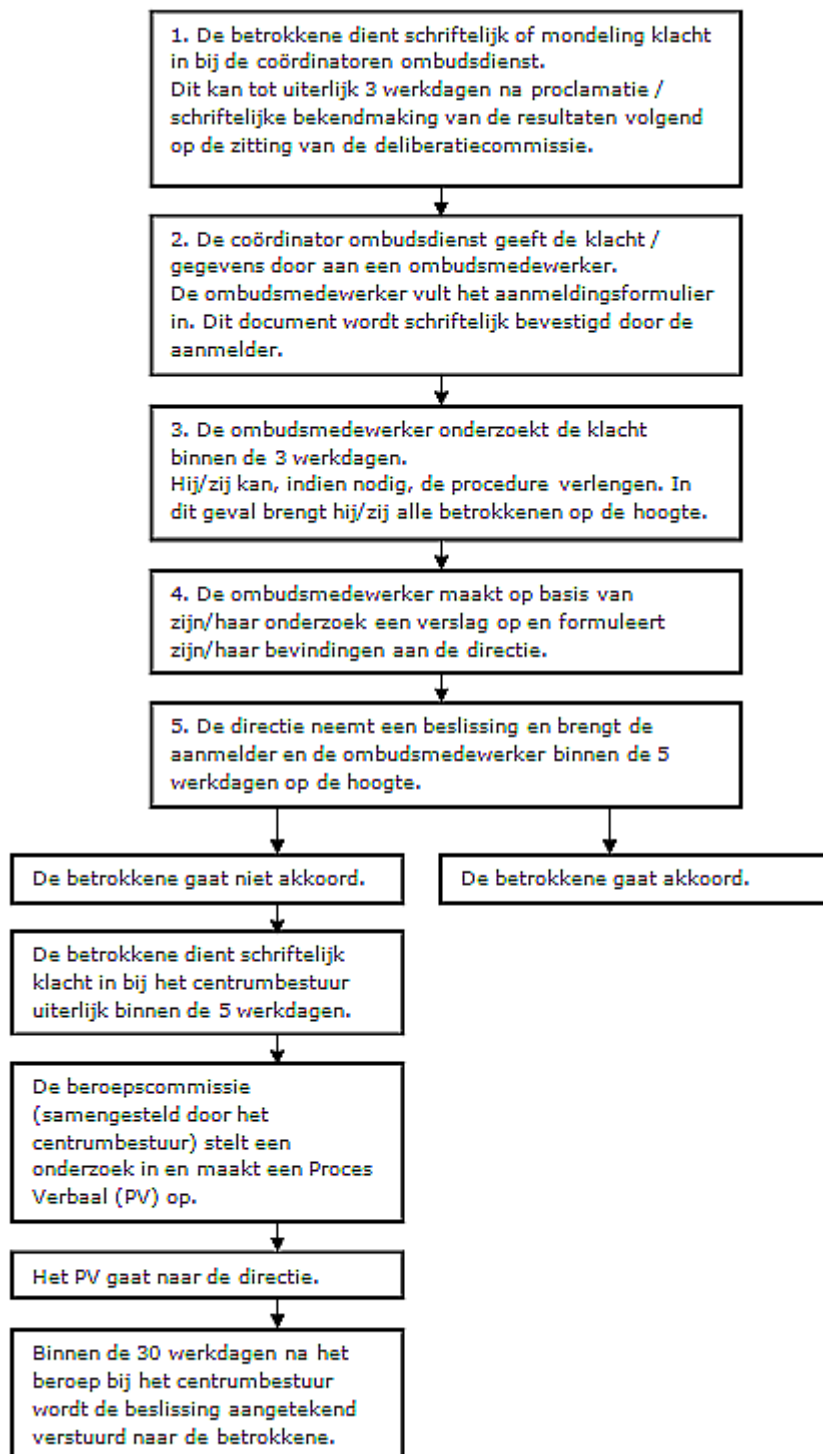 1. De betrokkene dient schriftelijk of mondeling klacht
in bij de coördinatoren ombudsdienst.
Dit kan tot uiterlijk 3 werkdagen na proclamatie /
schriftelijke bekendmaking van de resultaten volgend
op de zitting van de deliberatiecommissie.
2. De coördinator ombudsdienst geeft de klacht /
gegevens door aan een ombudsmedewerker.
De ombudsmedewerker vult het aanmeldingsformulier
in. Dit document wordt schriftelijk bevestigd door de
aanmelder.
3. De ombudsmedewerker onderzoekt de klacht
binnen de 3 werkdagen.
Hij/zij kan, indien nodig, de procedure verlengen. In
dit geval brengt hij/zij alle betrokkenen op de hoogte.
4. De ombudsmedewerker maakt op basis van
zijn/haar onderzoek een verslag op en formuleert
zijn/haar bevindingen aan de directie.
5. De directie neemt een beslissing en brengt de
aanmelder en de ombudsmedewerker binnen de 5
werkdagen op de hoogte.
De betrokkene gaat niet akkoord.
De betrokkene gaat akkoord.
De betrokkene dient schriftelijk
klacht in bij het centrumbestuur
uiterlijk binnen de 5 werkdagen.
De beroepscommissie
(samengesteld door het
centrumbestuur) stelt een
onderzoek in en maakt een Proces
Verbaal (PV) op.
Het PV gaat naar de directie.
Binnen de 30 werkdagen na het
beroep bij het centrumbestuur
wordt de beslissing aangetekend
verstuurd naar de betrokkene.